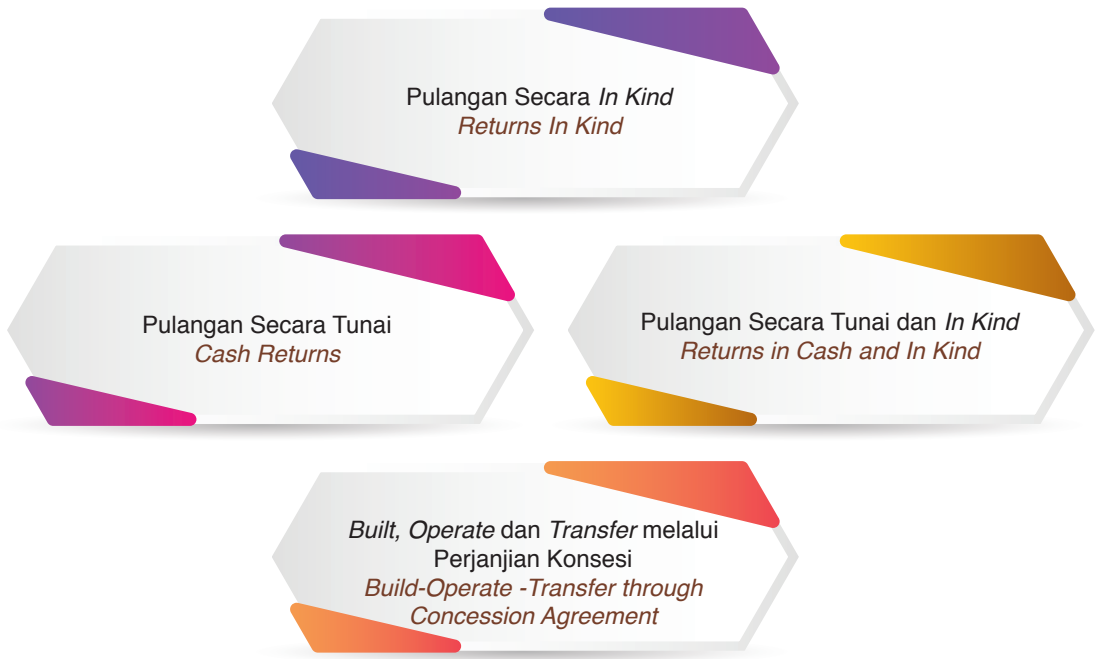 Pulangan Secara In Kind
Returns In Kind
Pulangan Secara Tunai
Cash Returns
Pulangan Secara Tunai dan In Kind
Returns in Cash and In Kind
Built, Operate dan Transfer melalui
Perjanjian Konsesi
Build-Operate -Transfer through
Concession Agreement